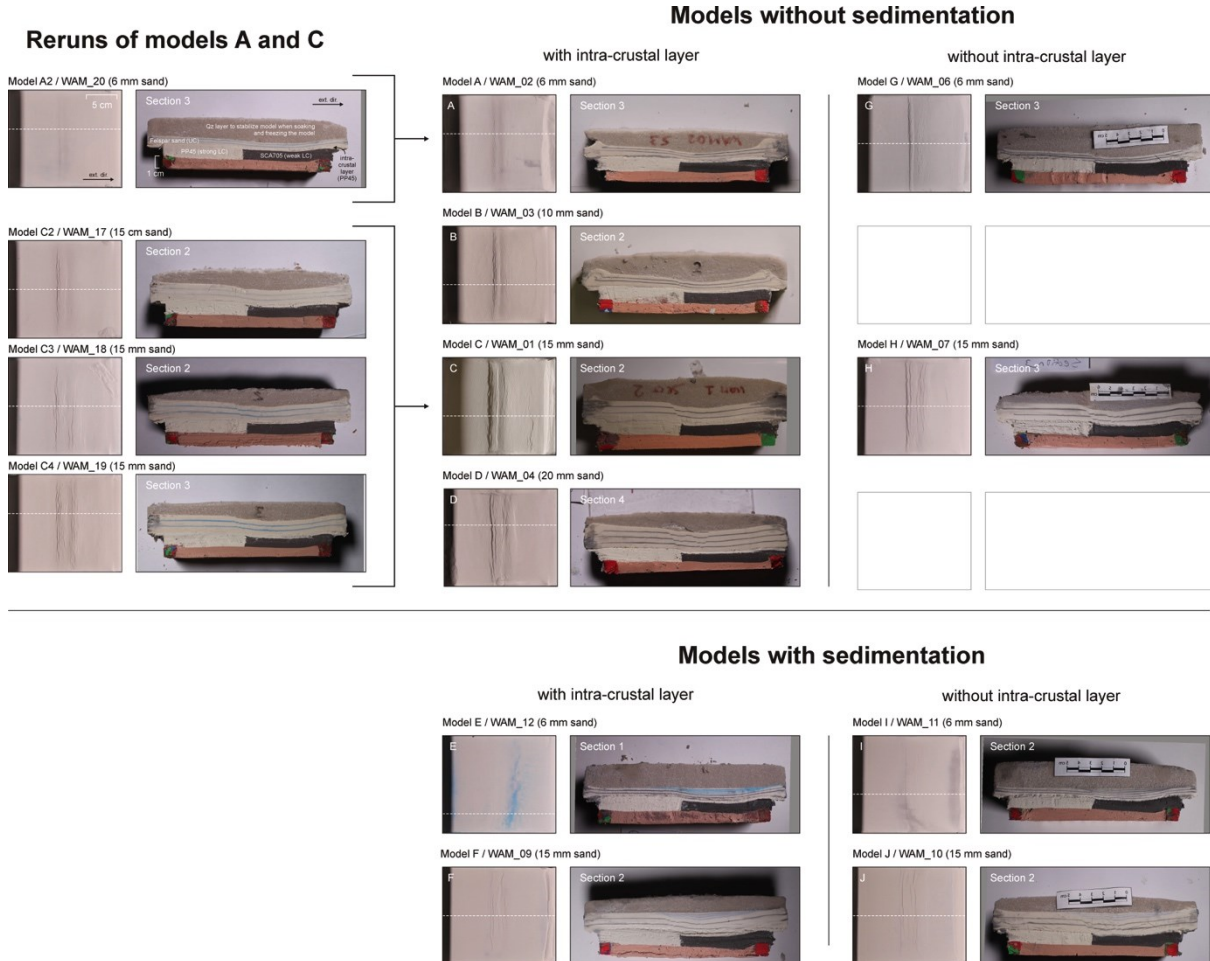 Models without sedimentation
Reruns of models A and C
with intra-crustal layer
without intra-crustal layer
Model A2 / WAM_20 (6 mm sand)
5 cm
ext. dir
Section 3
ext. dir
Qz layer to stabilize model when soaking
and freezing the model
Felspar sand (UC)
PP45 (strong LC)
SCA705 (weak LC)
intra-
crustal
layer
(PP45)
1 cm
Model A / WAM_02 (6 mm sand)
A
Section 3
Model G / WAM_06 (6 mm sand)
G
Section 3
Model C2 / WAM_17 (15 cm sand)
Section 2
Model B / WAM_03 (10 mm sand)
B
Section 2
2
Model C3 / WAM_18 (15 mm sand)
Section 2
Model C / WAM_01 (15 mm sand)
C
Section 2
Model H / WAM_07 (15 mm sand)
H
Section 3
Model C4 / WAM_19 (15 mm sand)
Section 3
Model D / WAM_04 (20 mm sand)
D
Section 4
Models with sedimentation
with intra-crustal layer
without intra-crustal layer
Model E / WAM_12 (6 mm sand)
E
Section 1
Model I / WAM_11 (6 mm sand)
I
Section 2
Model F / WAM_09 (15 mm sand)
F
Section 2
Model J / WAM_10 (15 mm sand)
J
Section 2